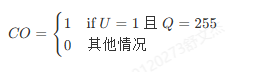 CO = { 1 if U = 1 且 Q = 255
0 其他情况